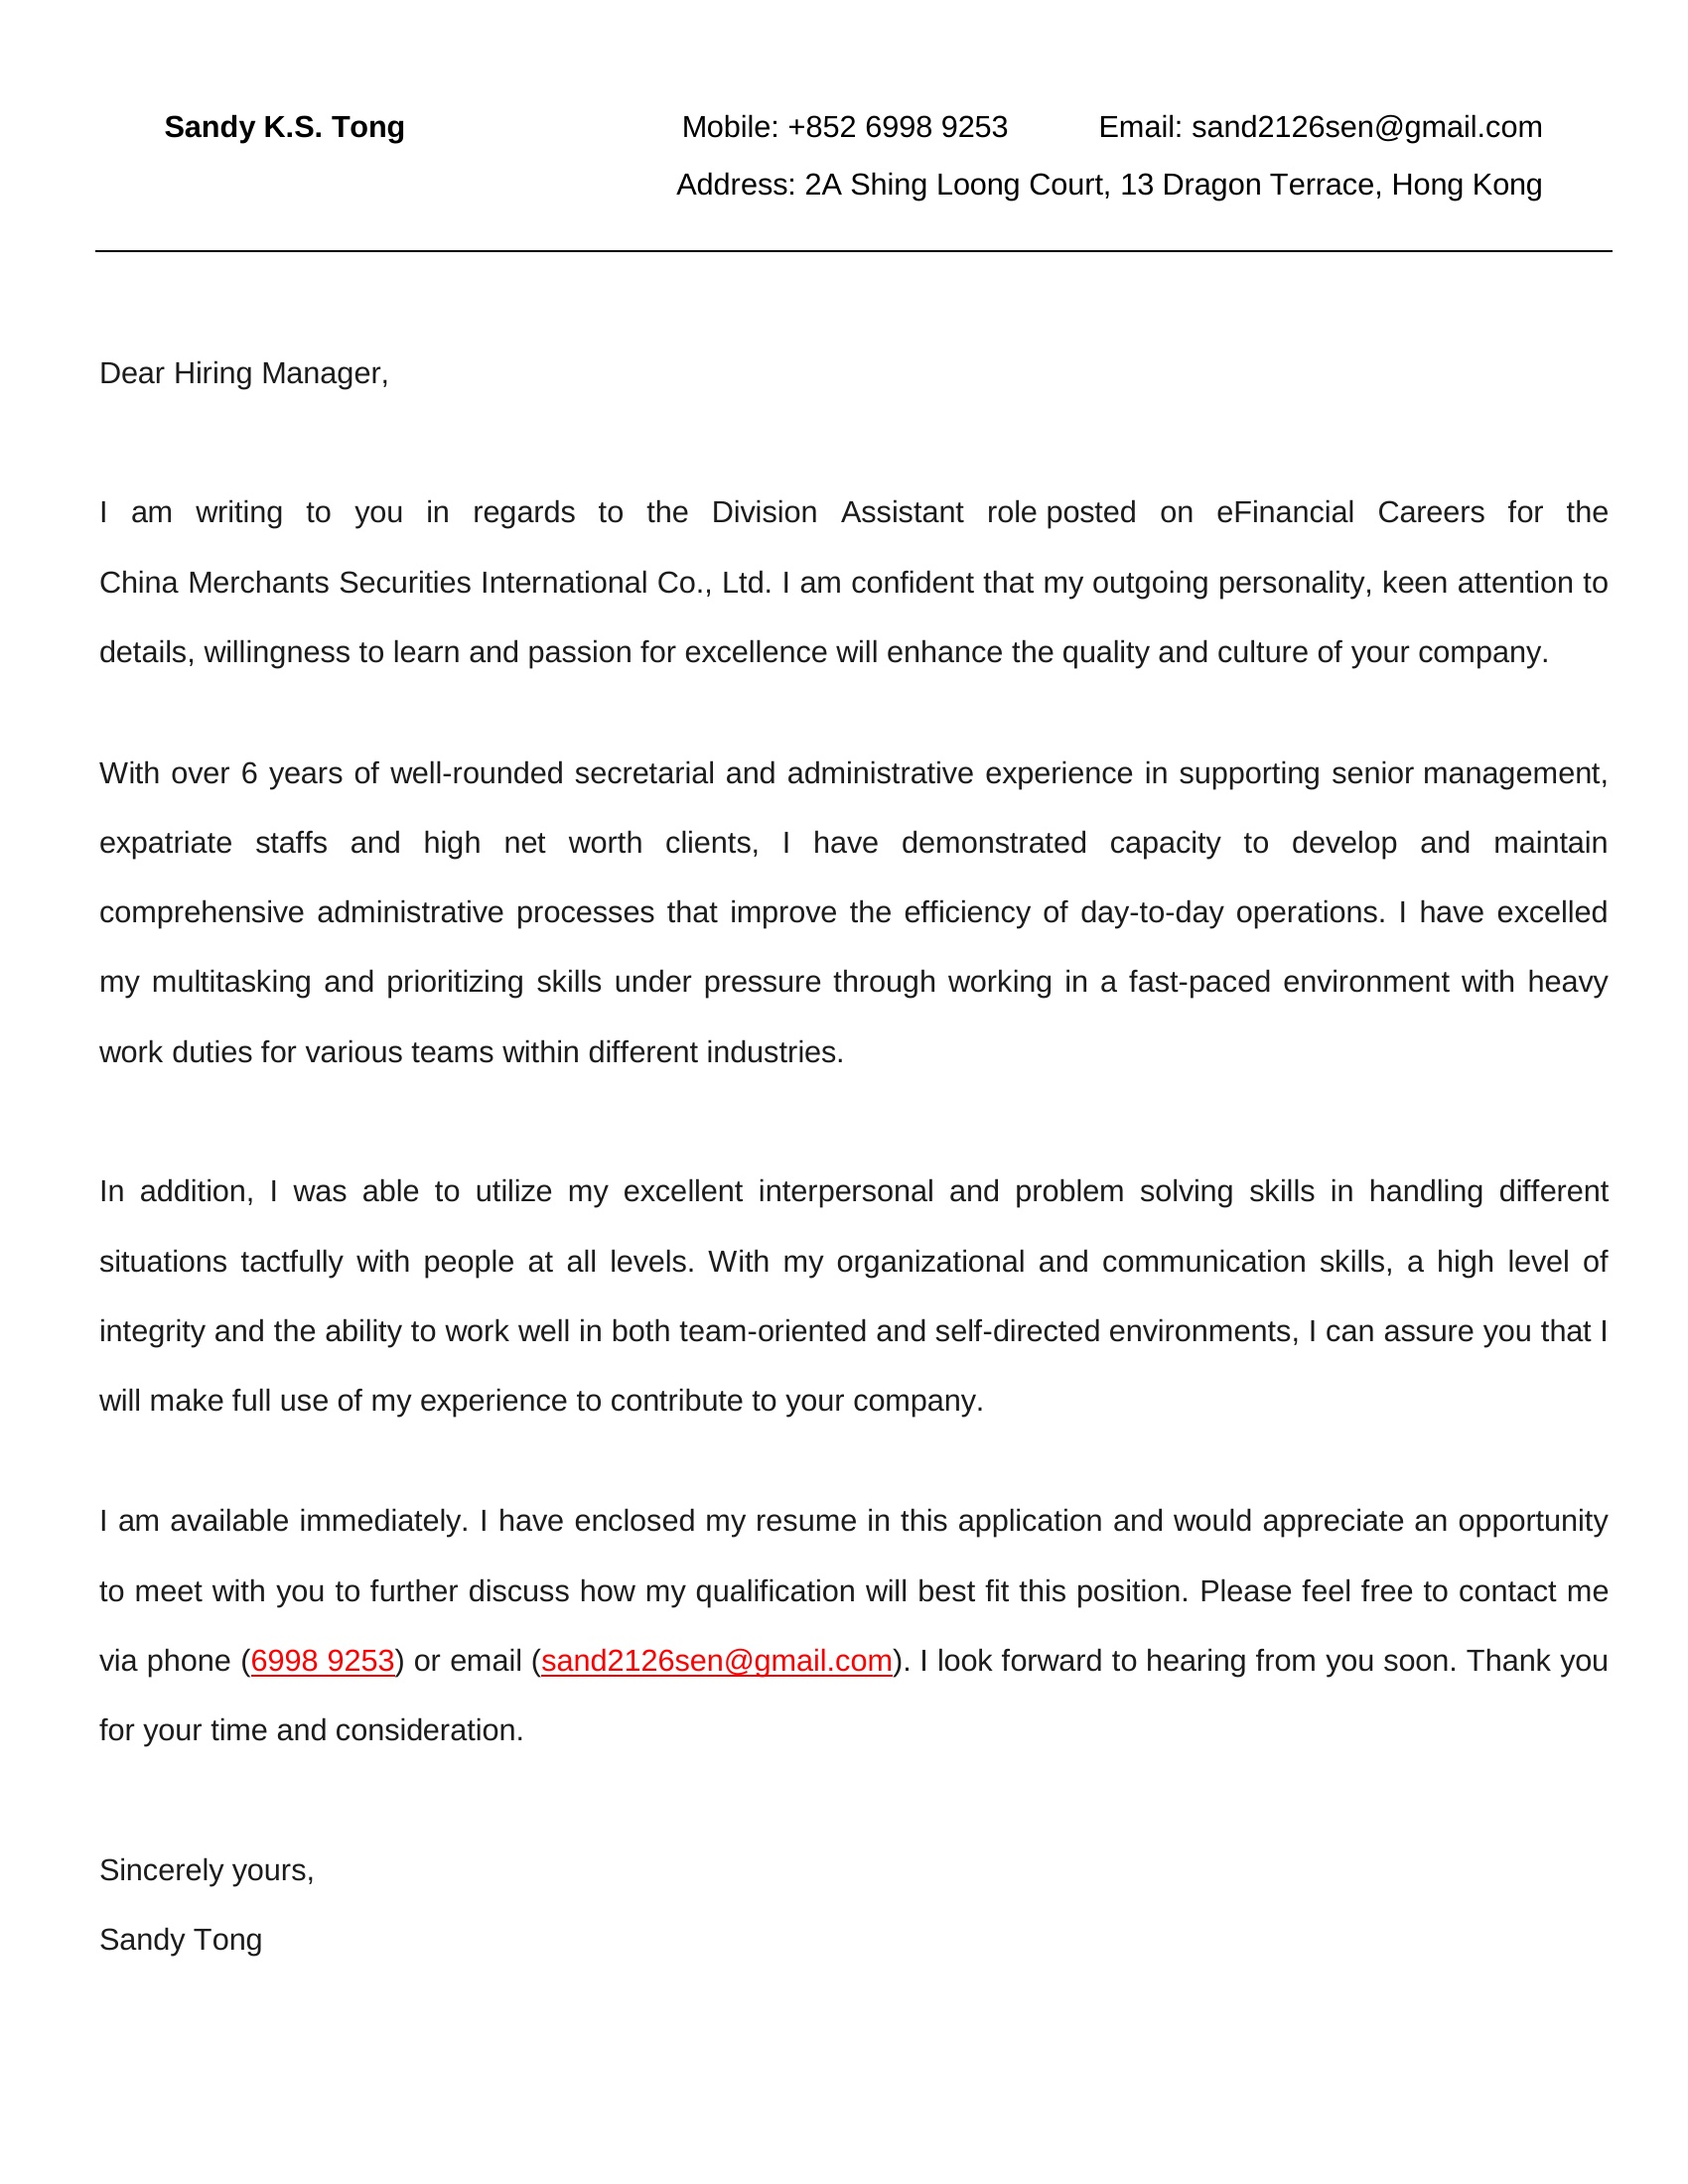 Sandy K.S. Tong Mobile: +852 6998 9253 Email: sand2126sen@gmail.com
Address: 2A Shing Loong Court, 13 Dragon Terrace, Hong Kong
Dear Hiring Manager,
I am writing to you in regards to the Division Assistant role posted on eFinancial Careers for the
China Merchants Securities International Co., Ltd. I am confident that my outgoing personality, keen attention to
details, willingness to learn and passion for excellence will enhance the quality and culture of your company.
With over 6 years of well-rounded secretarial and administrative experience in supporting senior management,
expatriate staffs and high net worth clients, I have demonstrated capacity to develop and maintain
comprehensive administrative processes that improve the efficiency of day-to-day operations. I have excelled
my multitasking and prioritizing skills under pressure through working in a fast-paced environment with heavy
work duties for various teams within different industries.
In addition, I was able to utilize my excellent interpersonal and problem solving skills in handling different
situations tactfully with people at all levels. With my organizational and communication skills, a high level of
integrity and the ability to work well in both team-oriented and self-directed environments, I can assure you that I
will make full use of my experience to contribute to your company.
I am available immediately. I have enclosed my resume in this application and would appreciate an opportunity
to meet with you to further discuss how my qualification will best fit this position. Please feel free to contact me
via phone (6998 9253) or email (sand2126sen@gmail.com). I look forward to hearing from you soon. Thank you
for your time and consideration.
Sincerely yours,
Sandy Tong